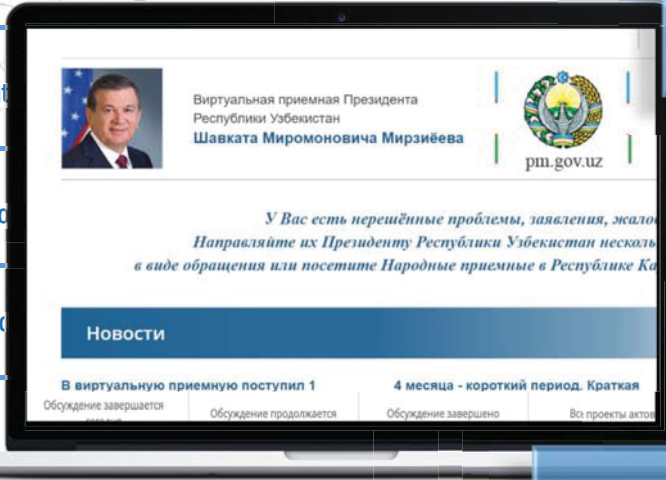 Виртуальная приемная Президента
Республики Узбекистан
Шавката Миромоновича Мирзиёева
pm.gov.uz
У Вас есть нерешённые проблемы, заявления, жало
Направляйте их Президенту Республики Узбекистан несколь
в виде обращения или посетите Народные приемные в Республике Ка
Новости
В виртуальную приемную поступил 1
4 месяца - короткий период. Краткая
Обсуждение завершается
Обсуждение продолжается
Обсуждение завершено
Все проекты актов